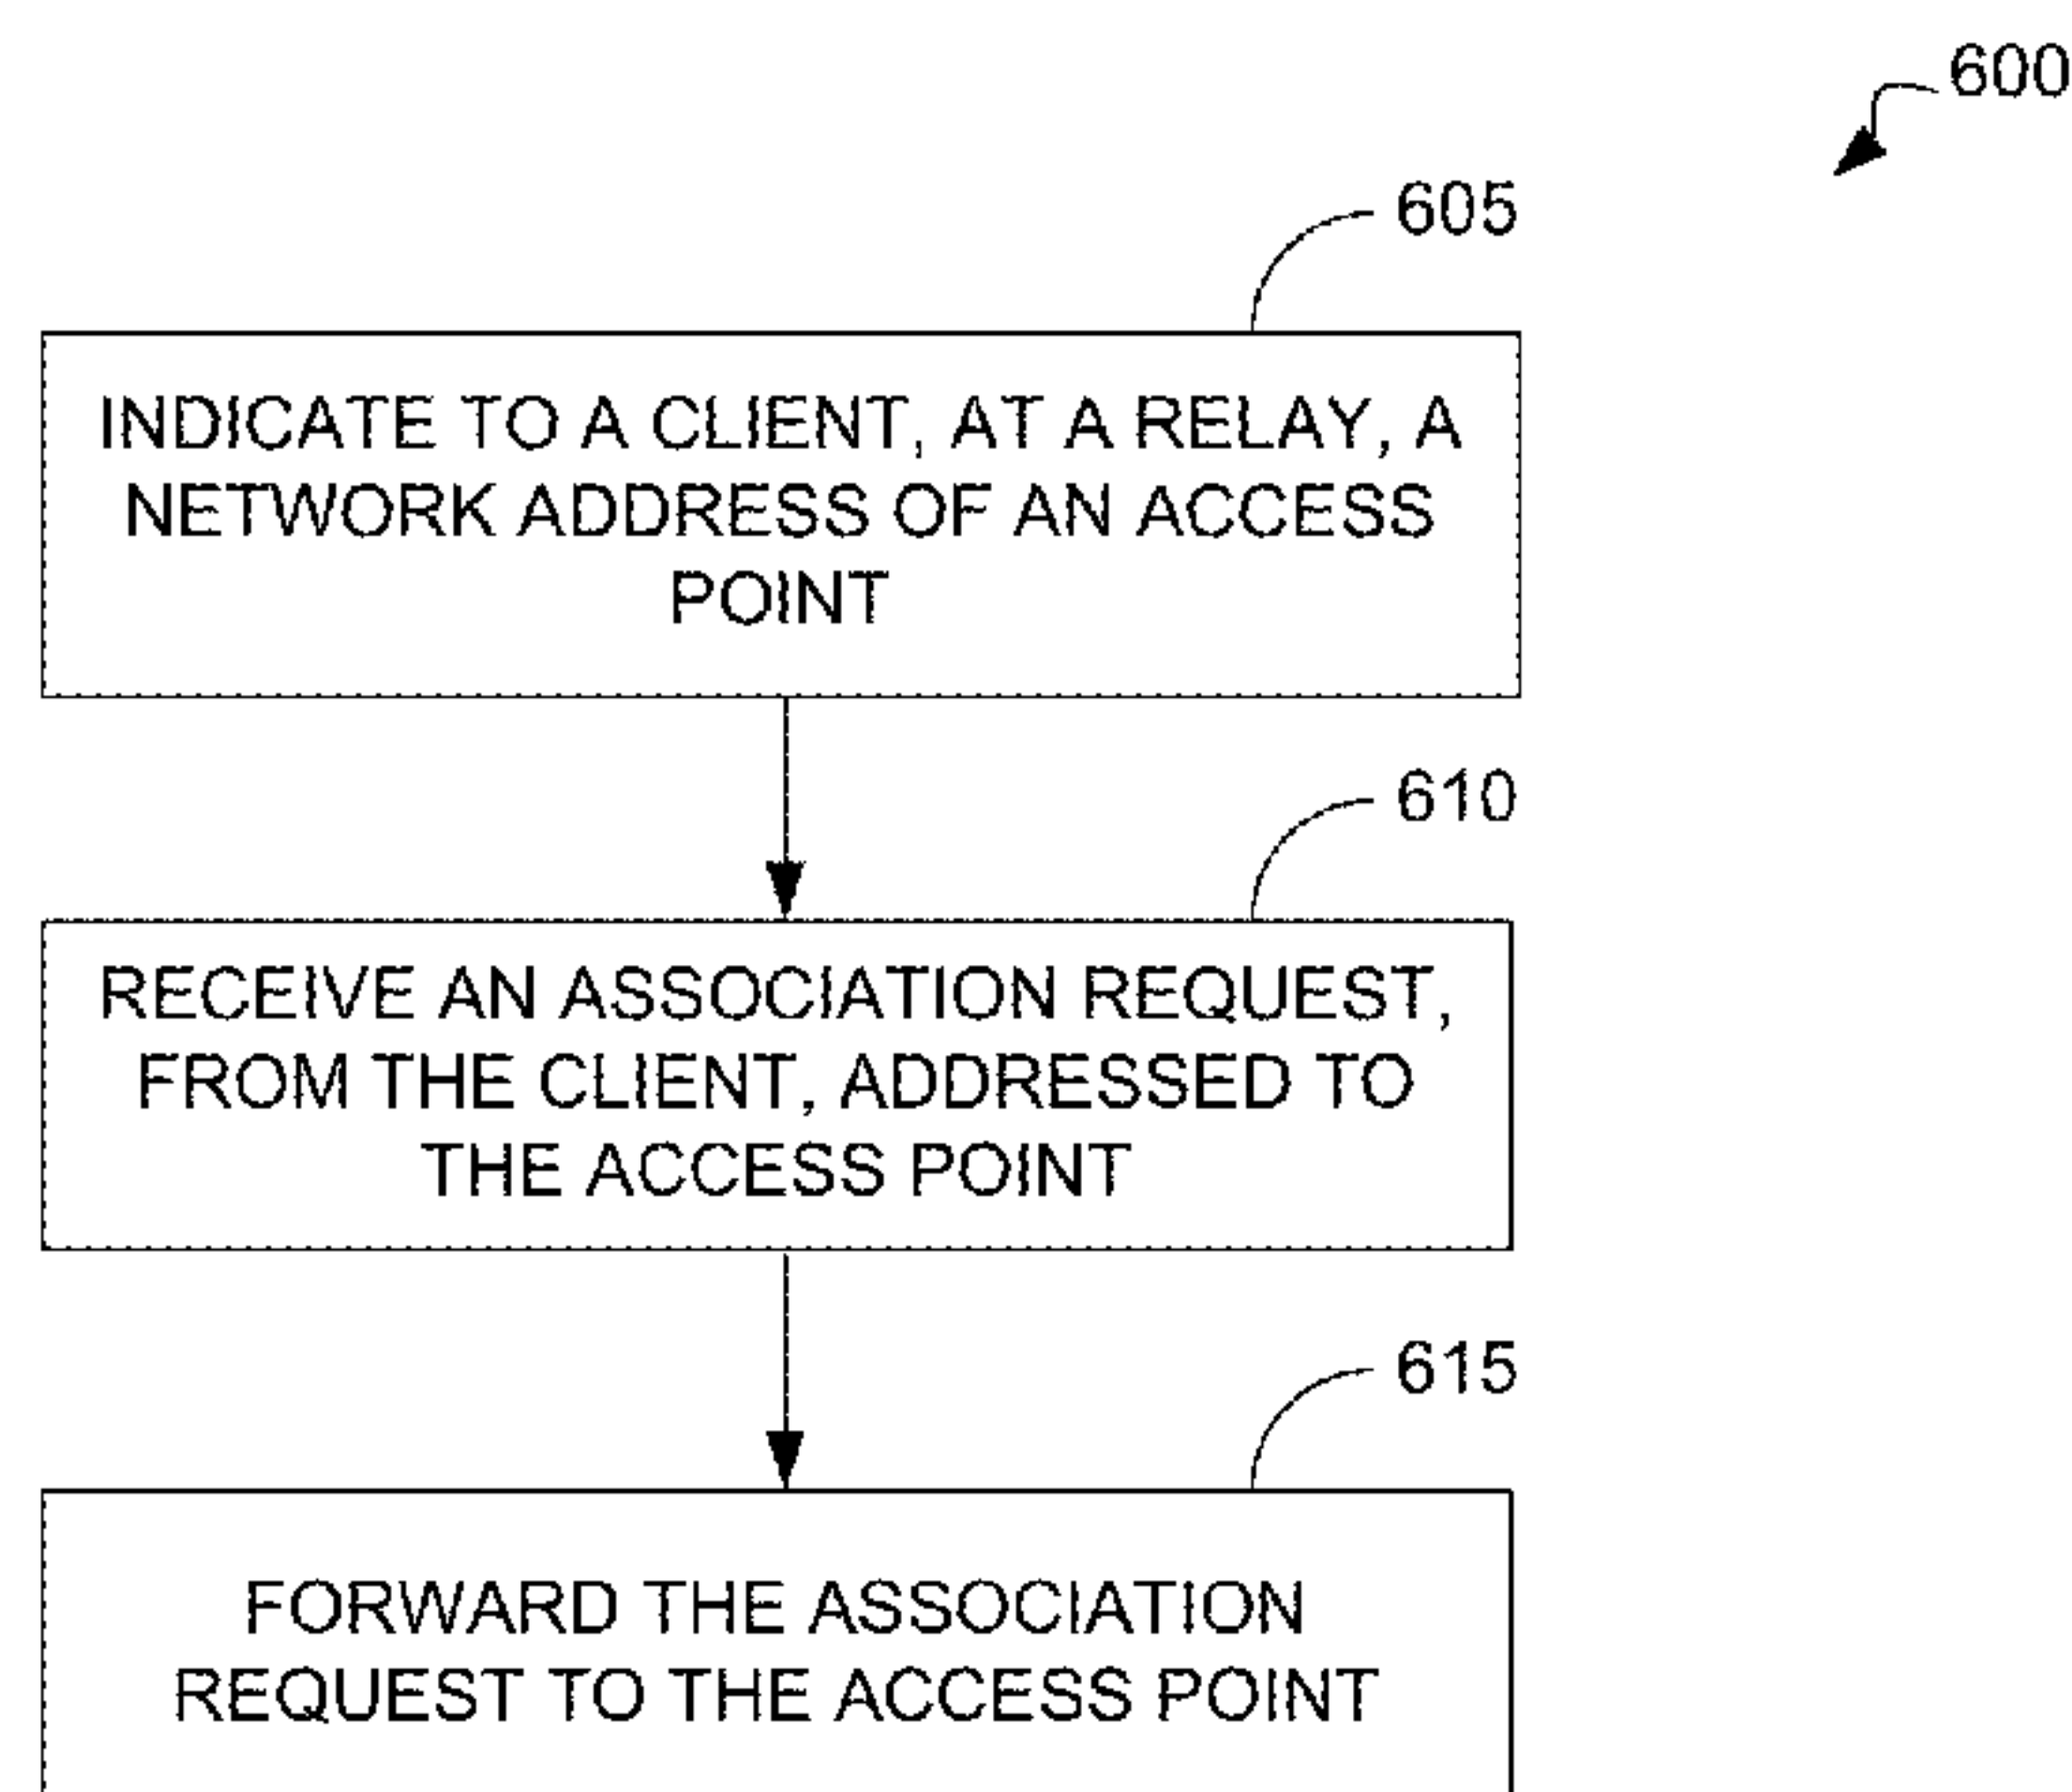 600
605
INDICATE TO A CLIENT, AT A RELAY, A
NETWORK ADDRESS OF AN ACCESS
POINT
610
RECEIVE AN ASSOCIATION REQUEST,
FROM THE CLIENT, ADDRESSED TO
THE ACCESS POINT
615
FORWARD THE ASSOCIATION
REQUEST TO THE ACCESS POINT